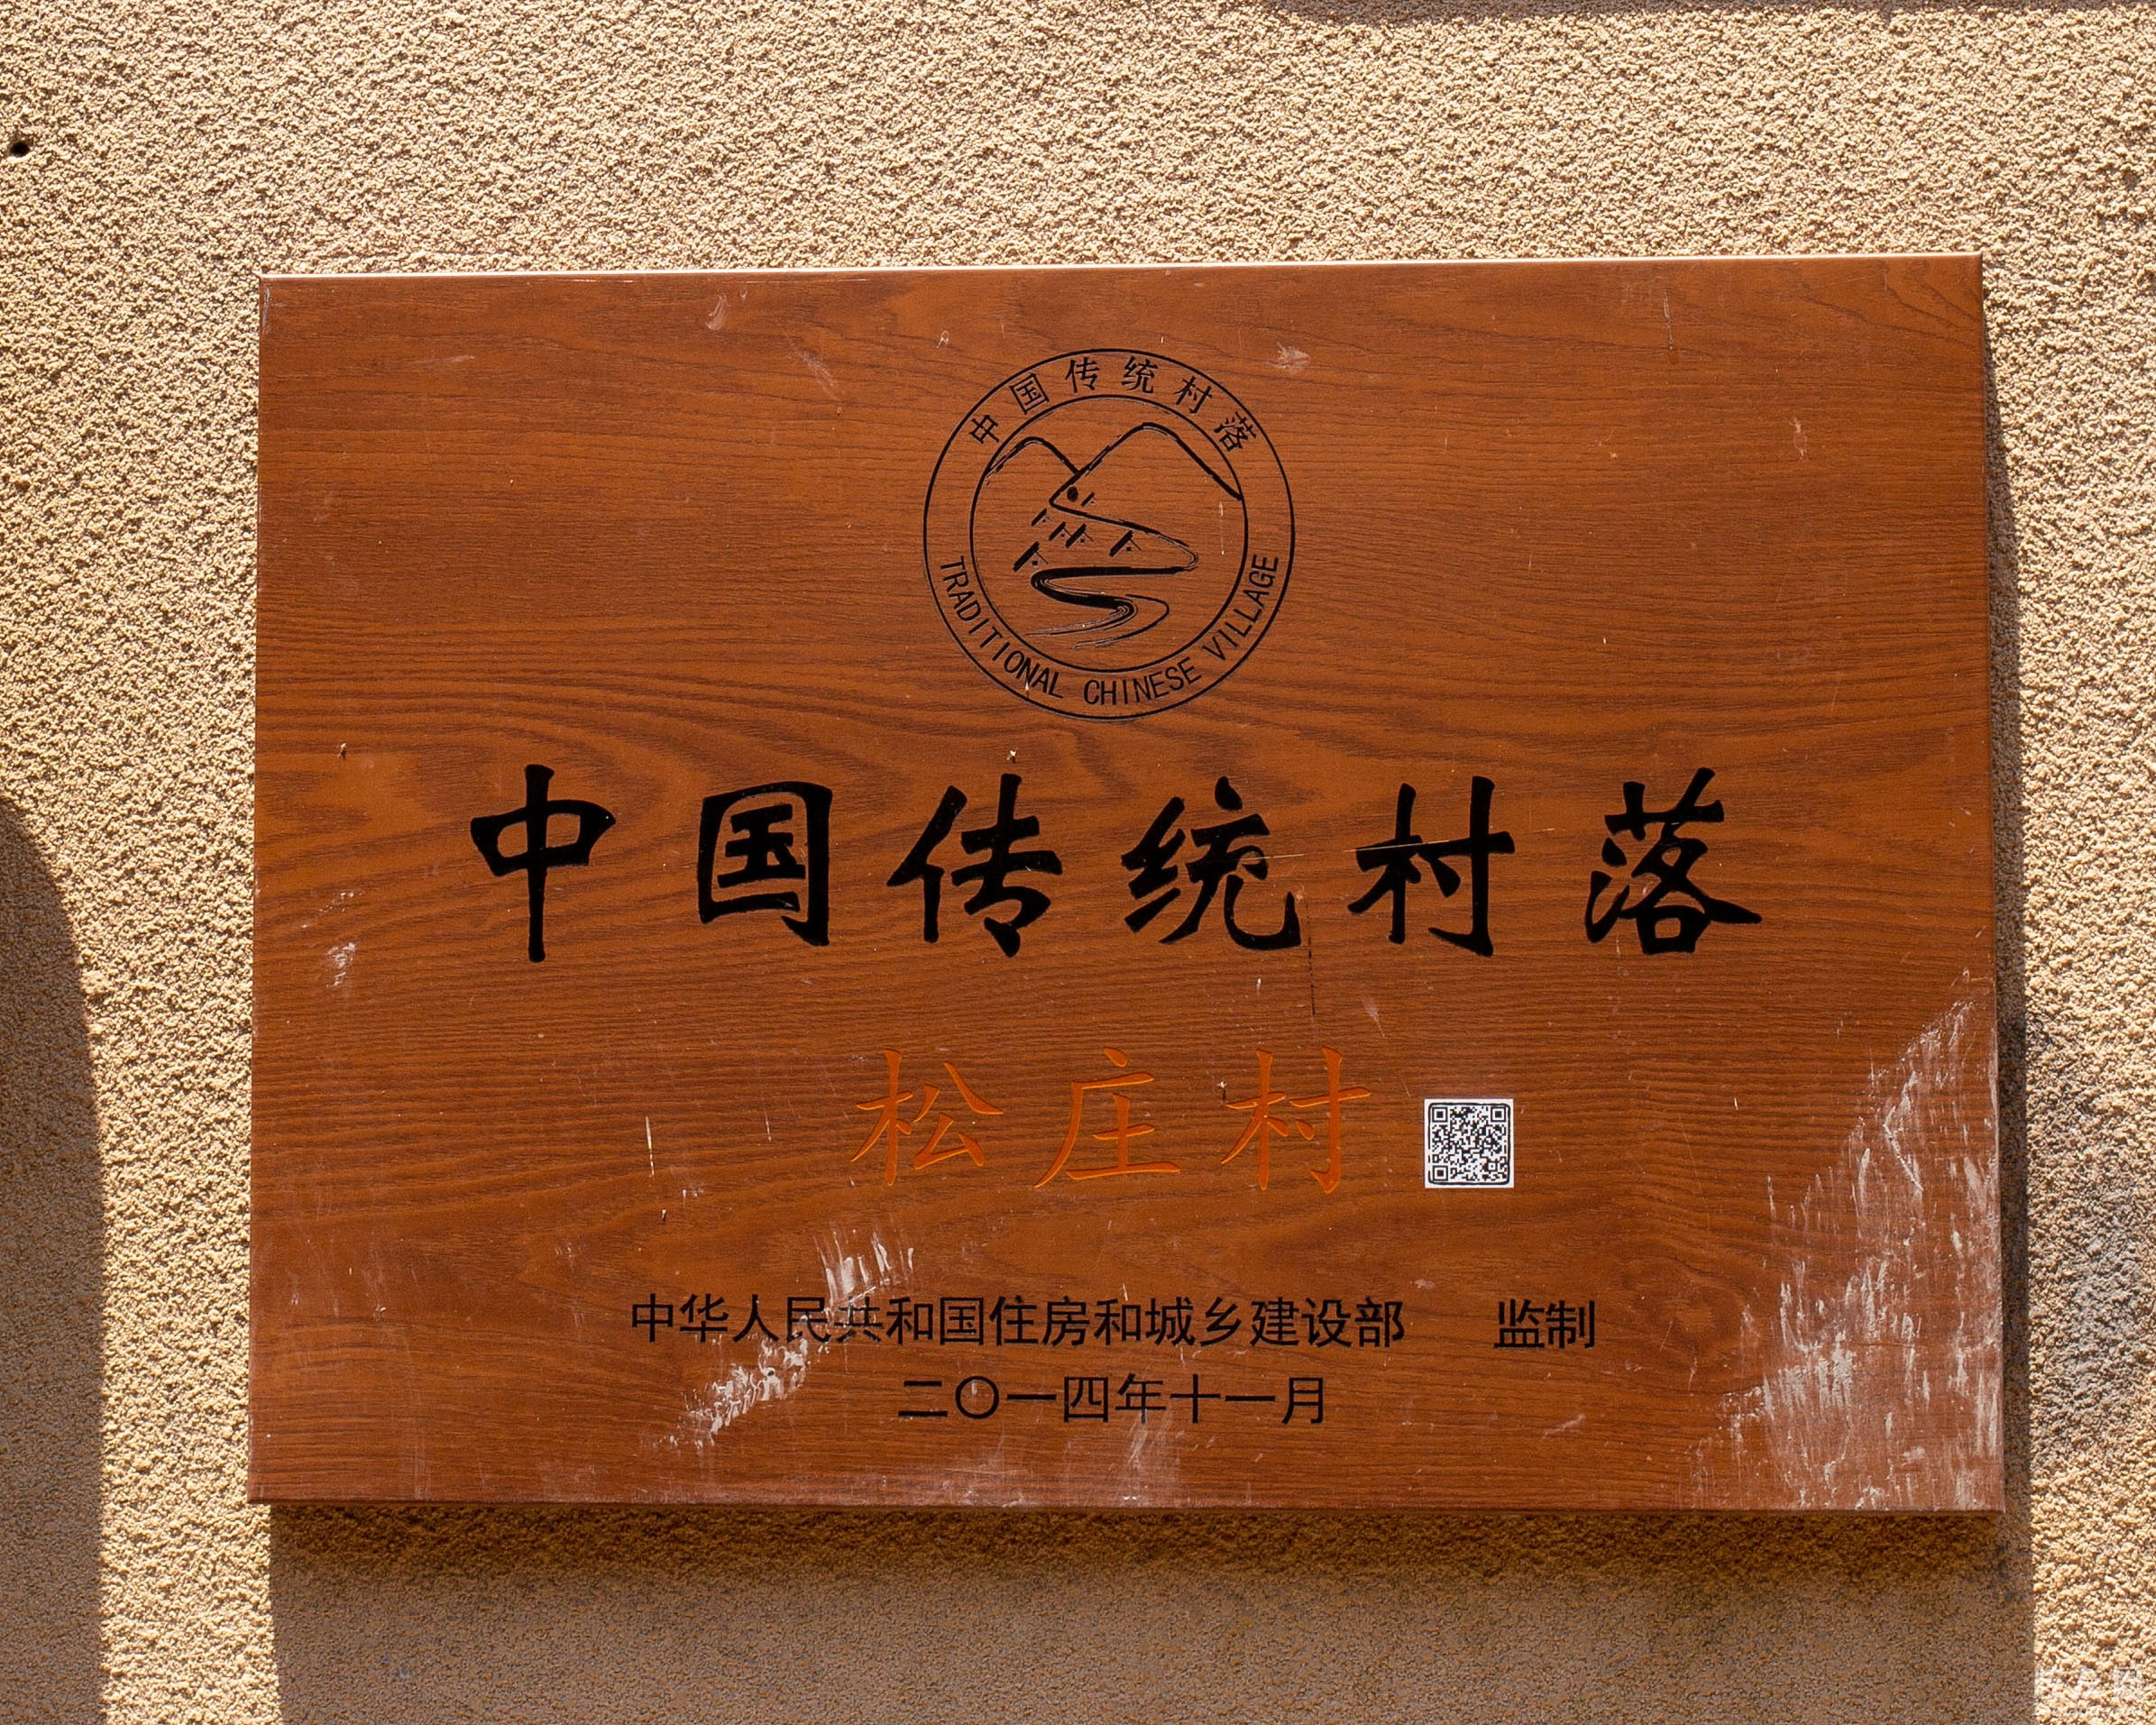 中国传统村落
TRADITIONAL CHINESE VILLAGE
中国传统村落
松庄村
中华人民共和国住房和城乡建设部 监制
二〇一四年十一月